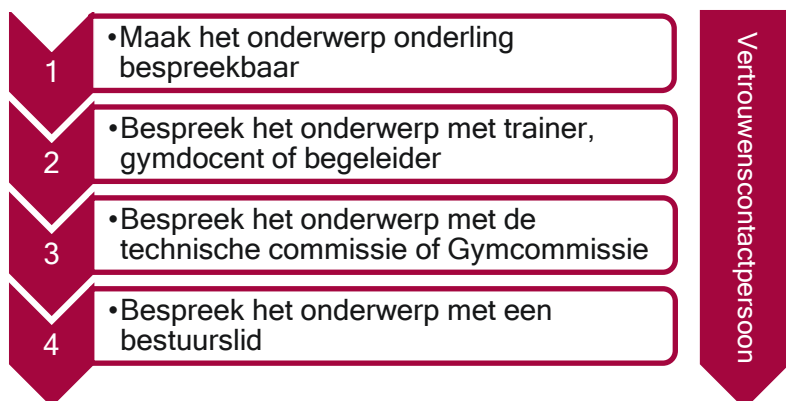 1
•Maak het onderwerp onderling
bespreekbaar
2
•Bespreek het onderwerp met trainer,
gymdocent of begeleider
3
•Bespreek het onderwerp met de
technische commissie of Gymcommissie
4
•Bespreek het onderwerp met een
bestuurslid
Vertrouwenscontactpersoon